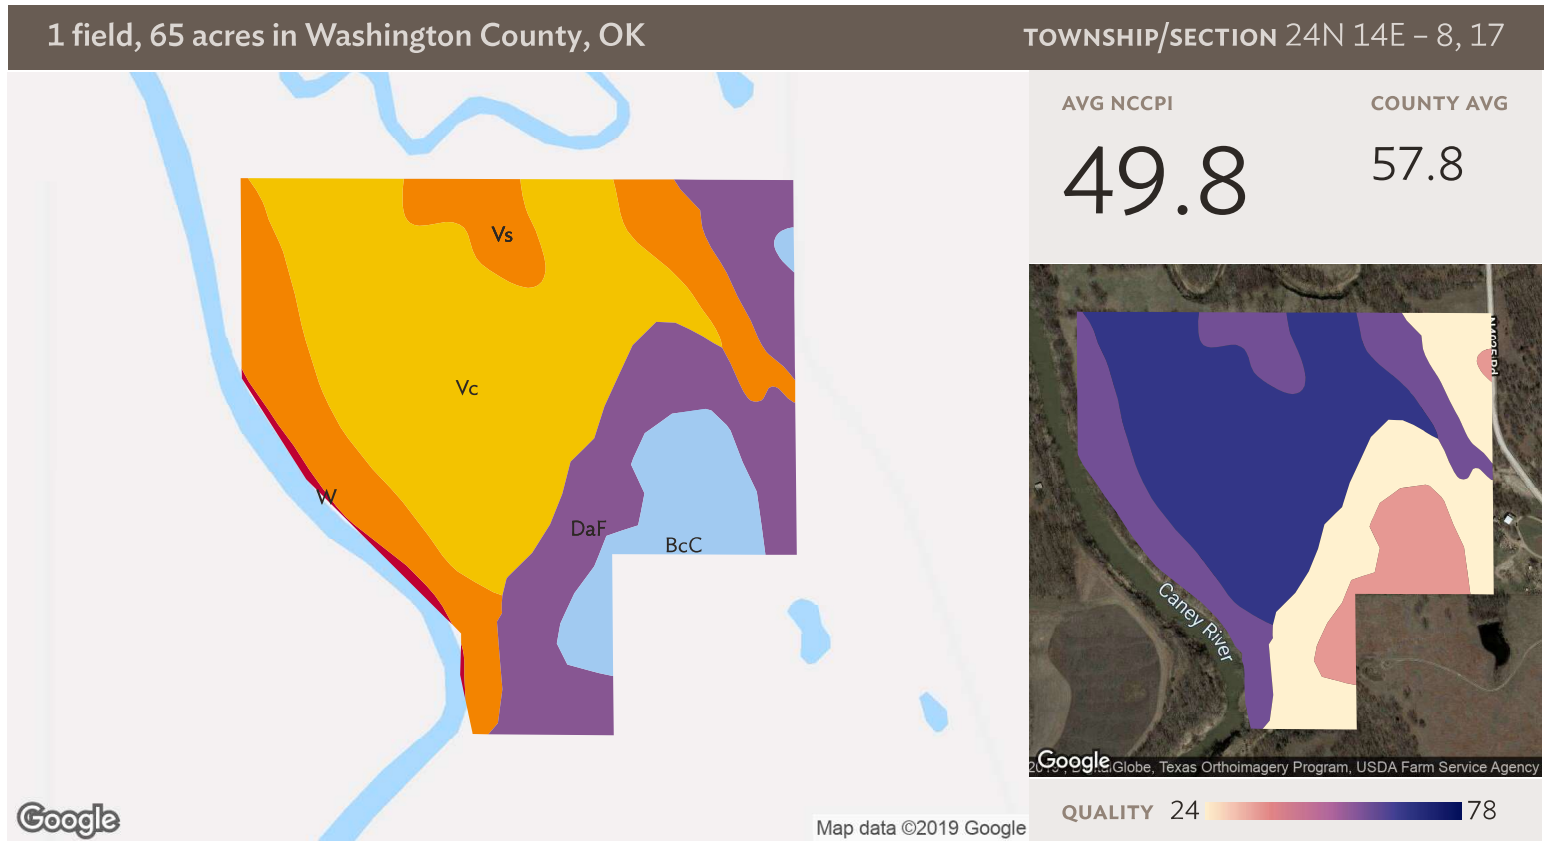 1 field, 65 acres in Washington County, OK
TOWNSHIP/SECTION 24N 14E – 8, 17
AVG NCCPI
COUNTY AVG
49.8
57.8
Vs
Vc
W
DaF
BcC
Caney River
Google
DigitalGlobe, Texas Orthoimagery Program, USDA Farm Service Agency
Google
Map data ©2019 Google
QUALITY 24 78